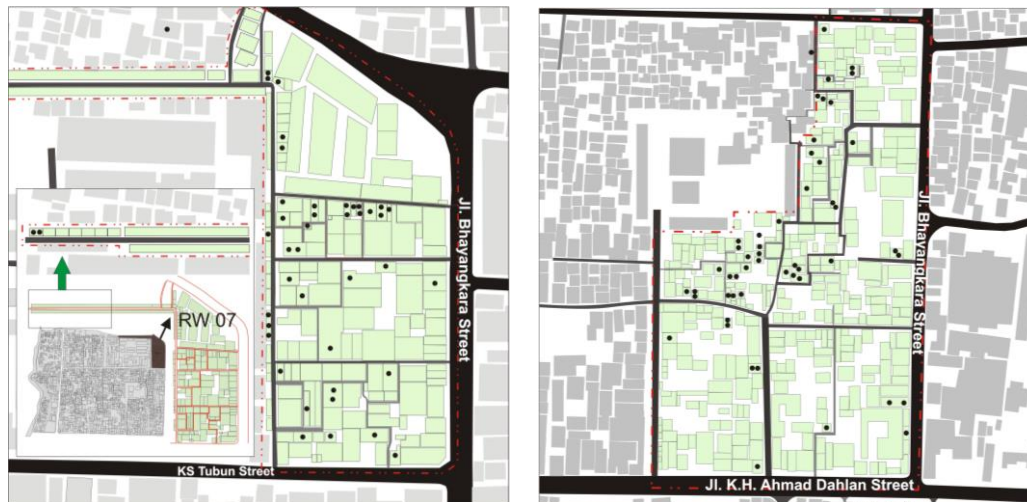 Jl. Bhayangkara Street
RW 07
KS Tubun Street
Jl. Bhayangkara Street
Jl. K.H. Ahmad Dahlan Street